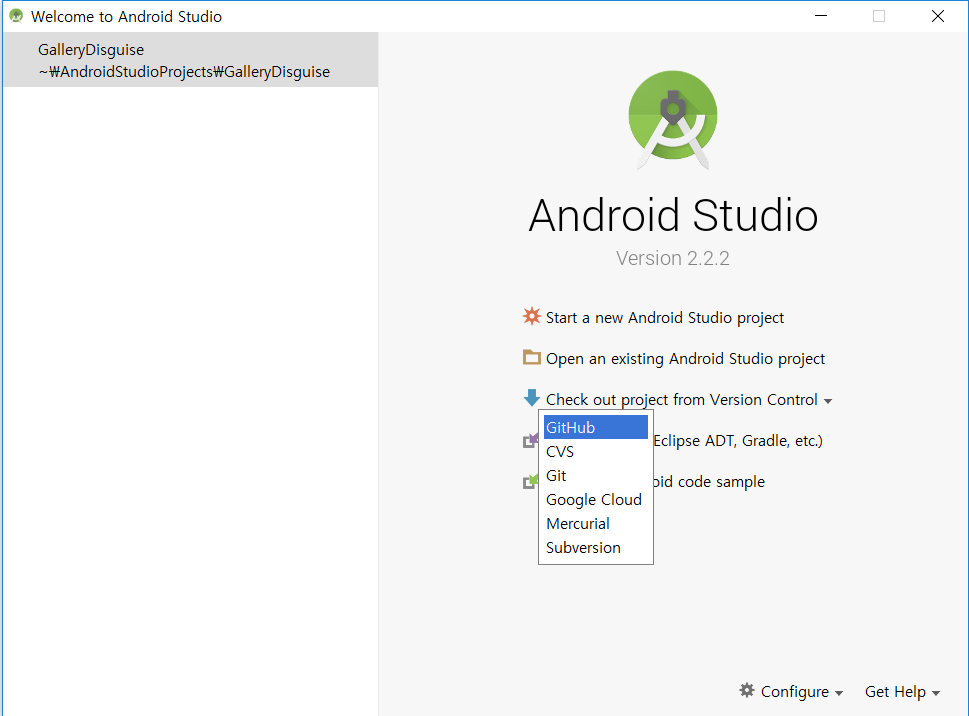 Welcome to Android Studio
GalleryDisguise
~₩AndroidStudioProjects₩GalleryDisguise
Android Studio
Version 2.2.2
Start a new Android Studio project
Open an existing Android Studio project
Check out project from Version Control
GitHub
Eclipse ADT, Gradle, etc.)
CVS
Git
oid code sample
Google Cloud
Mercurial
Subversion
Configure
Get Help